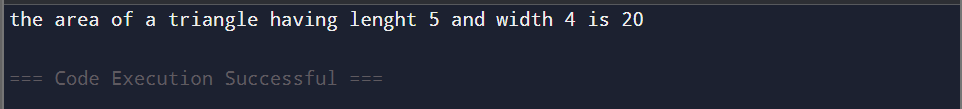 the area of a triangle having lenght 5 and width 4 is 20
=== Code Execution Successful ===